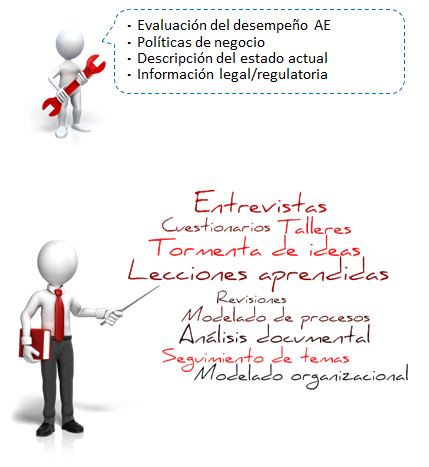 · Evaluación del desempeño AE
· Políticas de negocio
· Descripción del estado actual
· Información legal/regulatoria
Entrevistas
Cuestionarios Talleres
Tormenta de ideas
Lecciones aprendidas
Revisiones
Modelado de procesos
Análisis documental
Seguimiento de temas
Modelado organizacional